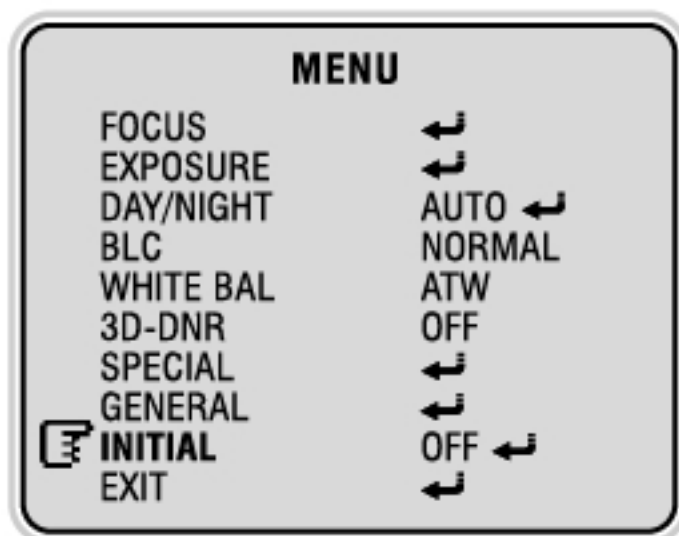 MENU
FOCUS ↵
EXPOSURE ↵
DAY/NIGHT AUTO ↵
BLC NORMAL
WHITE BAL ATW
3D-DNR OFF
SPECIAL ↵
GENERAL ↵
INITIAL OFF ↵
EXIT ↵